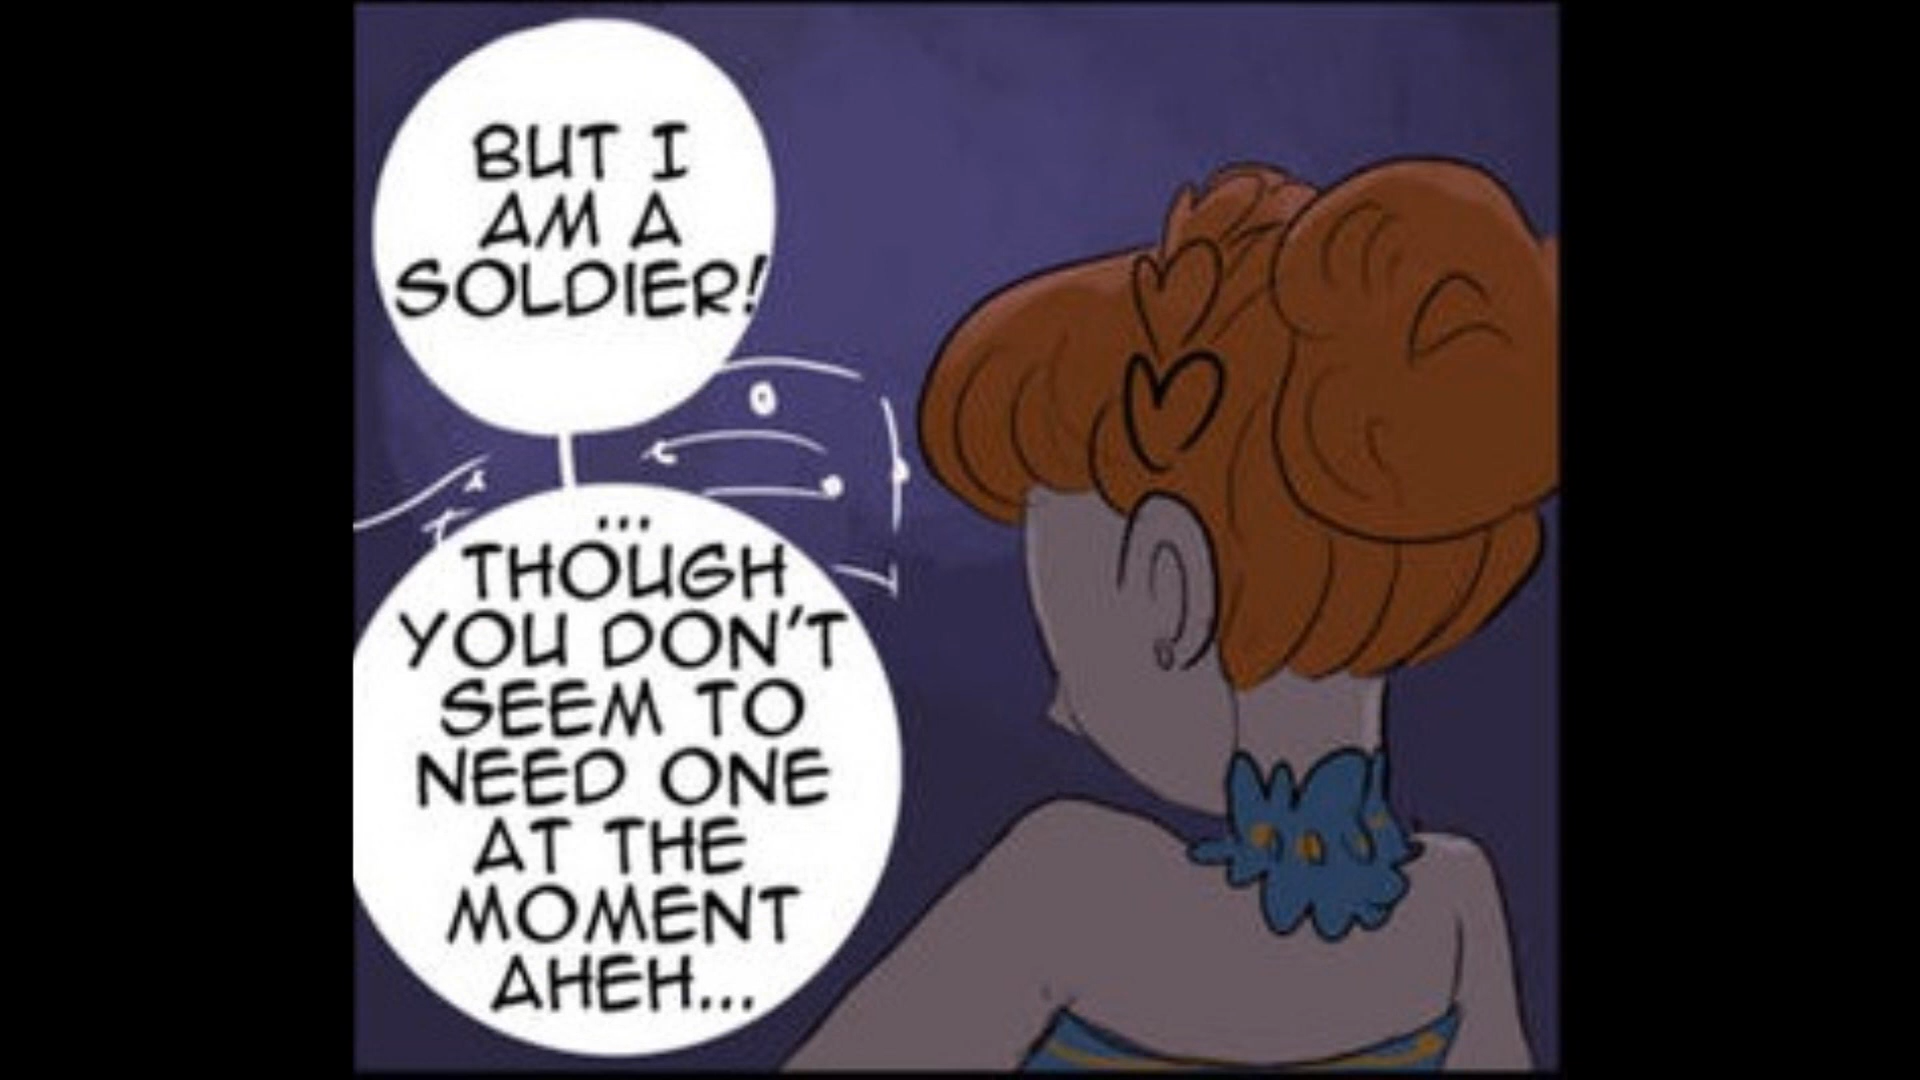 BUT I
AM A
SOLDIER!
...
THOUGH
YOU DON'T
SEEM TO
NEED ONE
AT THE
MOMENT
AHEH...